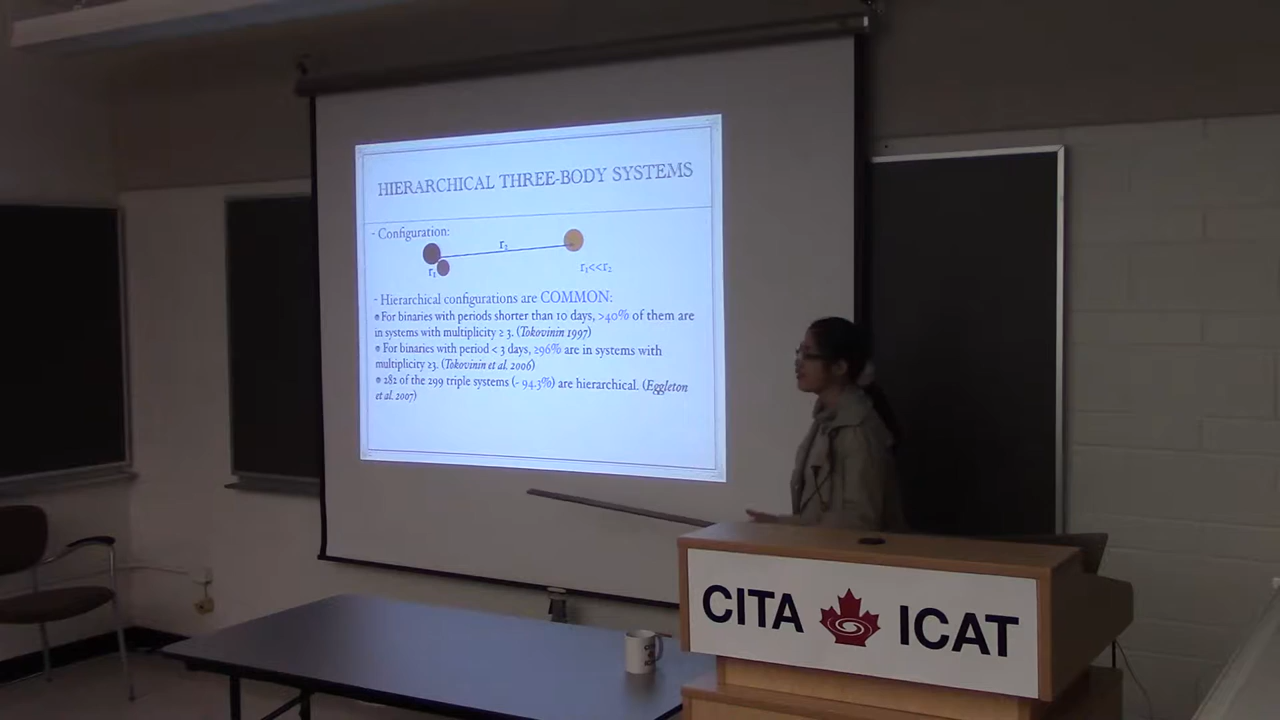 HIERARCHICAL THREE-BODY SYSTEMS
- Configuration:
r₂
r₁
r₁<<r₂
- Hierarchical configurations are COMMON:
For binaries with periods shorter than 10 days, >40% of them are
in systems with multiplicity ≥ 3. (Tokovinin 1997)
For binaries with period < 3 days, ≥96% are in systems with
multiplicity ≥3. (Tokovinin et al. 2006)
282 of the 299 triple systems (~ 94.3%) are hierarchical. (Eggleton
et al. 2007)
CITA ICAT